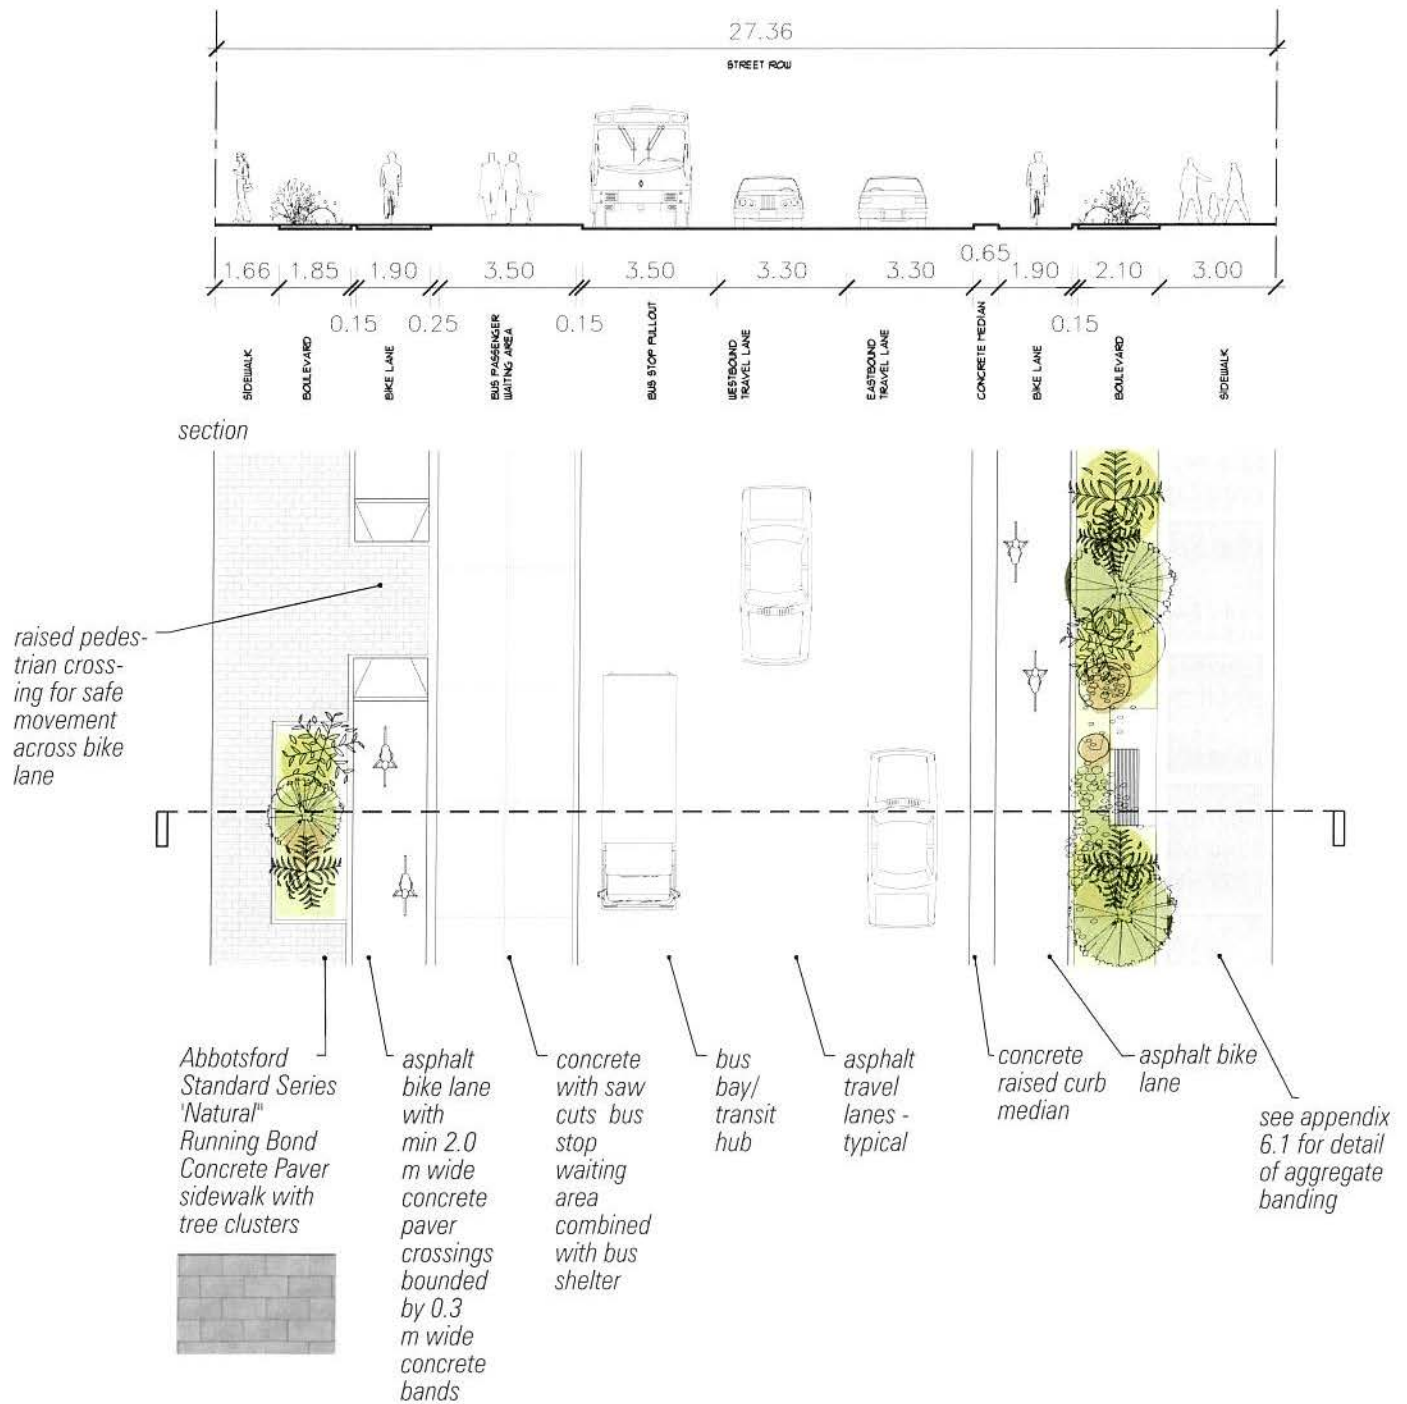 27.36
STREET ROW
0.65
1.66 1.85 1.90 3.50 3.50 3.30 3.30 1.90 2.10 3.00
0.15 0.25 0.15 0.15
SIDEWALK
BOULEVARD
BIKE LANE
BUS PASSENGER
WAITING AREA
BUS STOP PULLOUT
WESTBOUND
TRAVEL LANE
EASTBOUND
TRAVEL LANE
CONCRETE MEDIAN
BIKE LANE
BOULEVARD
SIDEWALK
section
raised pedes-
trian cross-
ing for safe
movement
across bike
lane
Abbotsford
Standard Series
'Natural"
Running Bond
Concrete Paver
sidewalk with
tree clusters
asphalt
bike lane
with
min 2.0
m wide
concrete
paver
crossings
bounded
by 0.3
m wide
concrete
bands
concrete
with saw
cuts bus
stop
waiting
area
combined
with bus
shelter
bus
bay/
transit
hub
asphalt
travel
lanes -
typical
concrete
raised curb
median
asphalt bike
lane
see appendix
6.1 for detail
of aggregate
banding